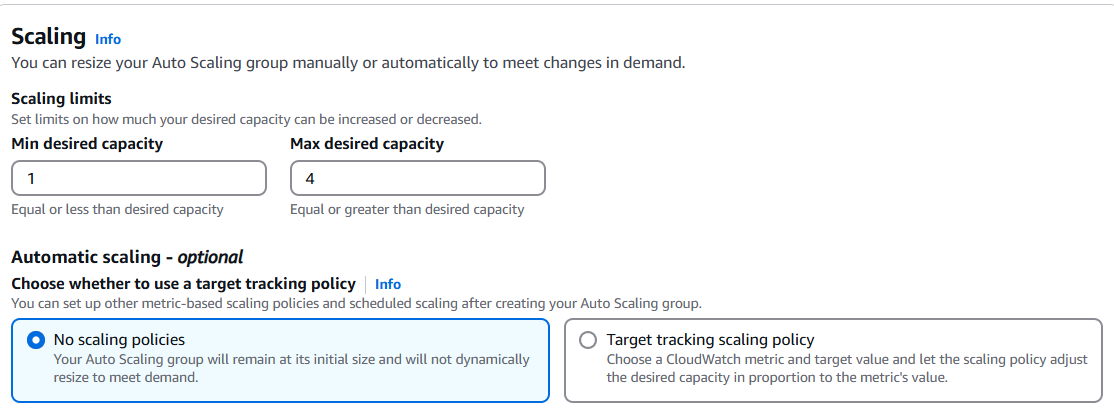 Scaling Info
You can resize your Auto Scaling group manually or automatically to meet changes in demand.
Scaling limits
Set limits on how much your desired capacity can be increased or decreased.
Min desired capacity
Max desired capacity
1
4
Equal or less than desired capacity
Equal or greater than desired capacity
Automatic scaling - optional
Choose whether to use a target tracking policy Info
You can set up other metric-based scaling policies and scheduled scaling after creating your Auto Scaling group.
No scaling policies
Your Auto Scaling group will remain at its initial size and will not dynamically
resize to meet demand.
Target tracking scaling policy
Choose a CloudWatch metric and target value and let the scaling policy adjust
the desired capacity in proportion to the metric's value.